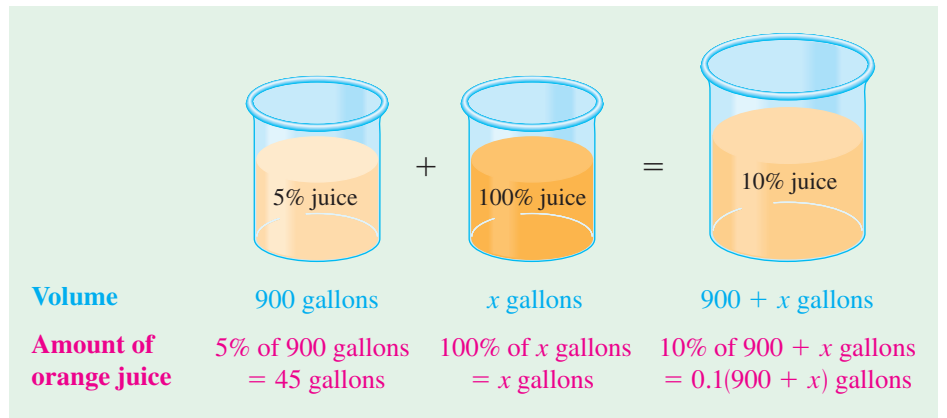 5% juice + 100% juice = 10% juice
Volume 900 gallons x gallons 900 + x gallons
Amount of 5% of 900 gallons 100% of x gallons 10% of 900 + x gallons
orange juice = 45 gallons = x gallons = 0.1(900 + x) gallons